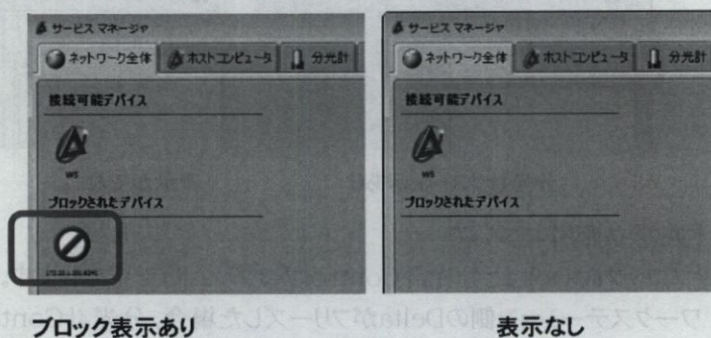 サービス マネージャ
ネットワーク全体 ホストコンピュータ 分光計
接続可能デバイス
WS
ブロックされたデバイス
ブロック表示あり
サービス マネージャ
ネットワーク全体 ホストコンピュータ 分光計
接続可能デバイス
WS
ブロックされたデバイス
表示なし